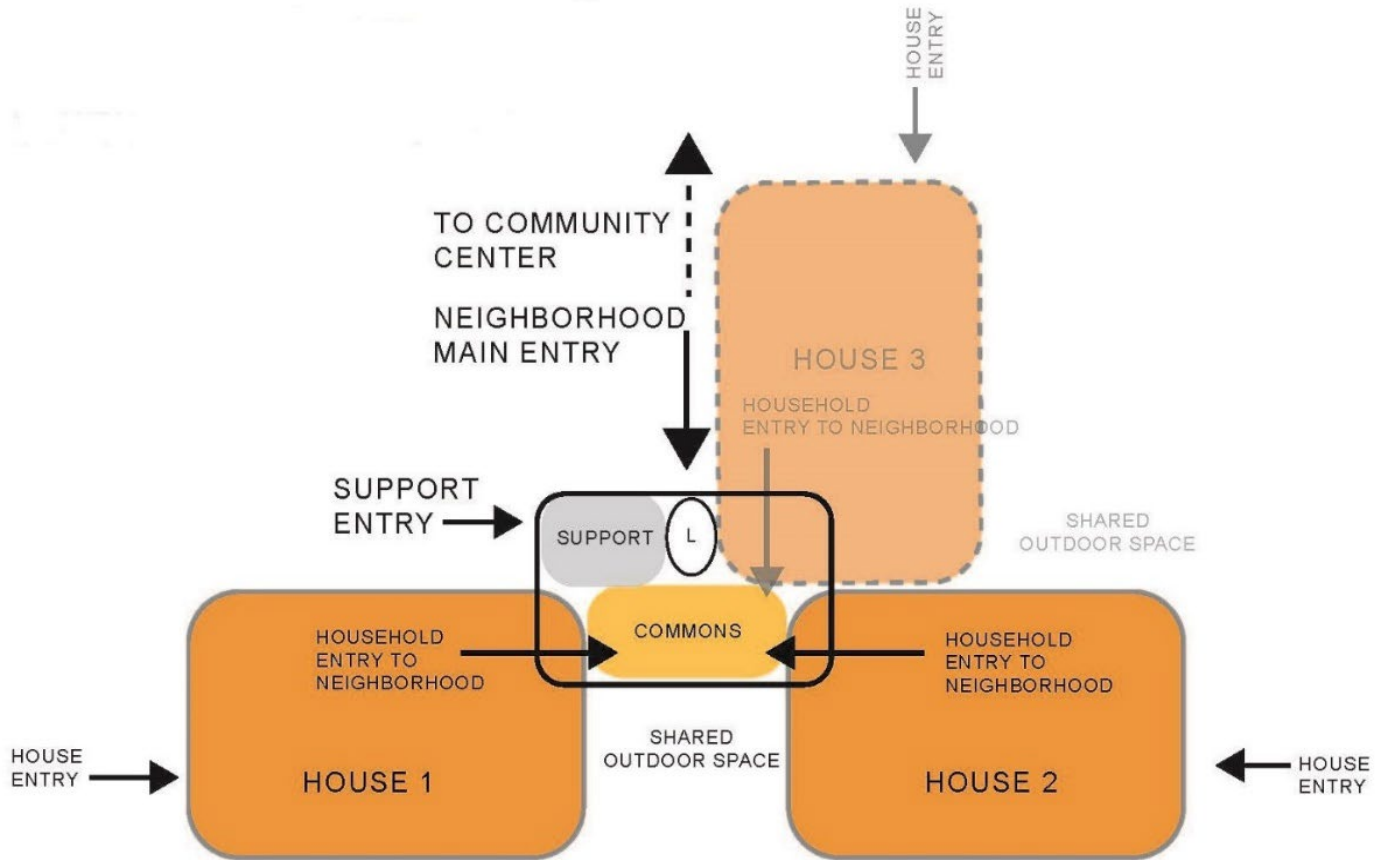 HOUSE
ENTRY
TO COMMUNITY
CENTER
NEIGHBORHOOD
MAIN ENTRY
HOUSE 3
HOUSEHOLD
ENTRY TO NEIGHBORHOOD
SUPPORT
ENTRY
SUPPORT
L
SHARED
OUTDOOR SPACE
COMMONS
HOUSEHOLD
ENTRY TO
NEIGHBORHOOD
HOUSEHOLD
ENTRY TO
NEIGHBORHOOD
SHARED
OUTDOOR SPACE
HOUSE
ENTRY
HOUSE 1
HOUSE 2
HOUSE
ENTRY